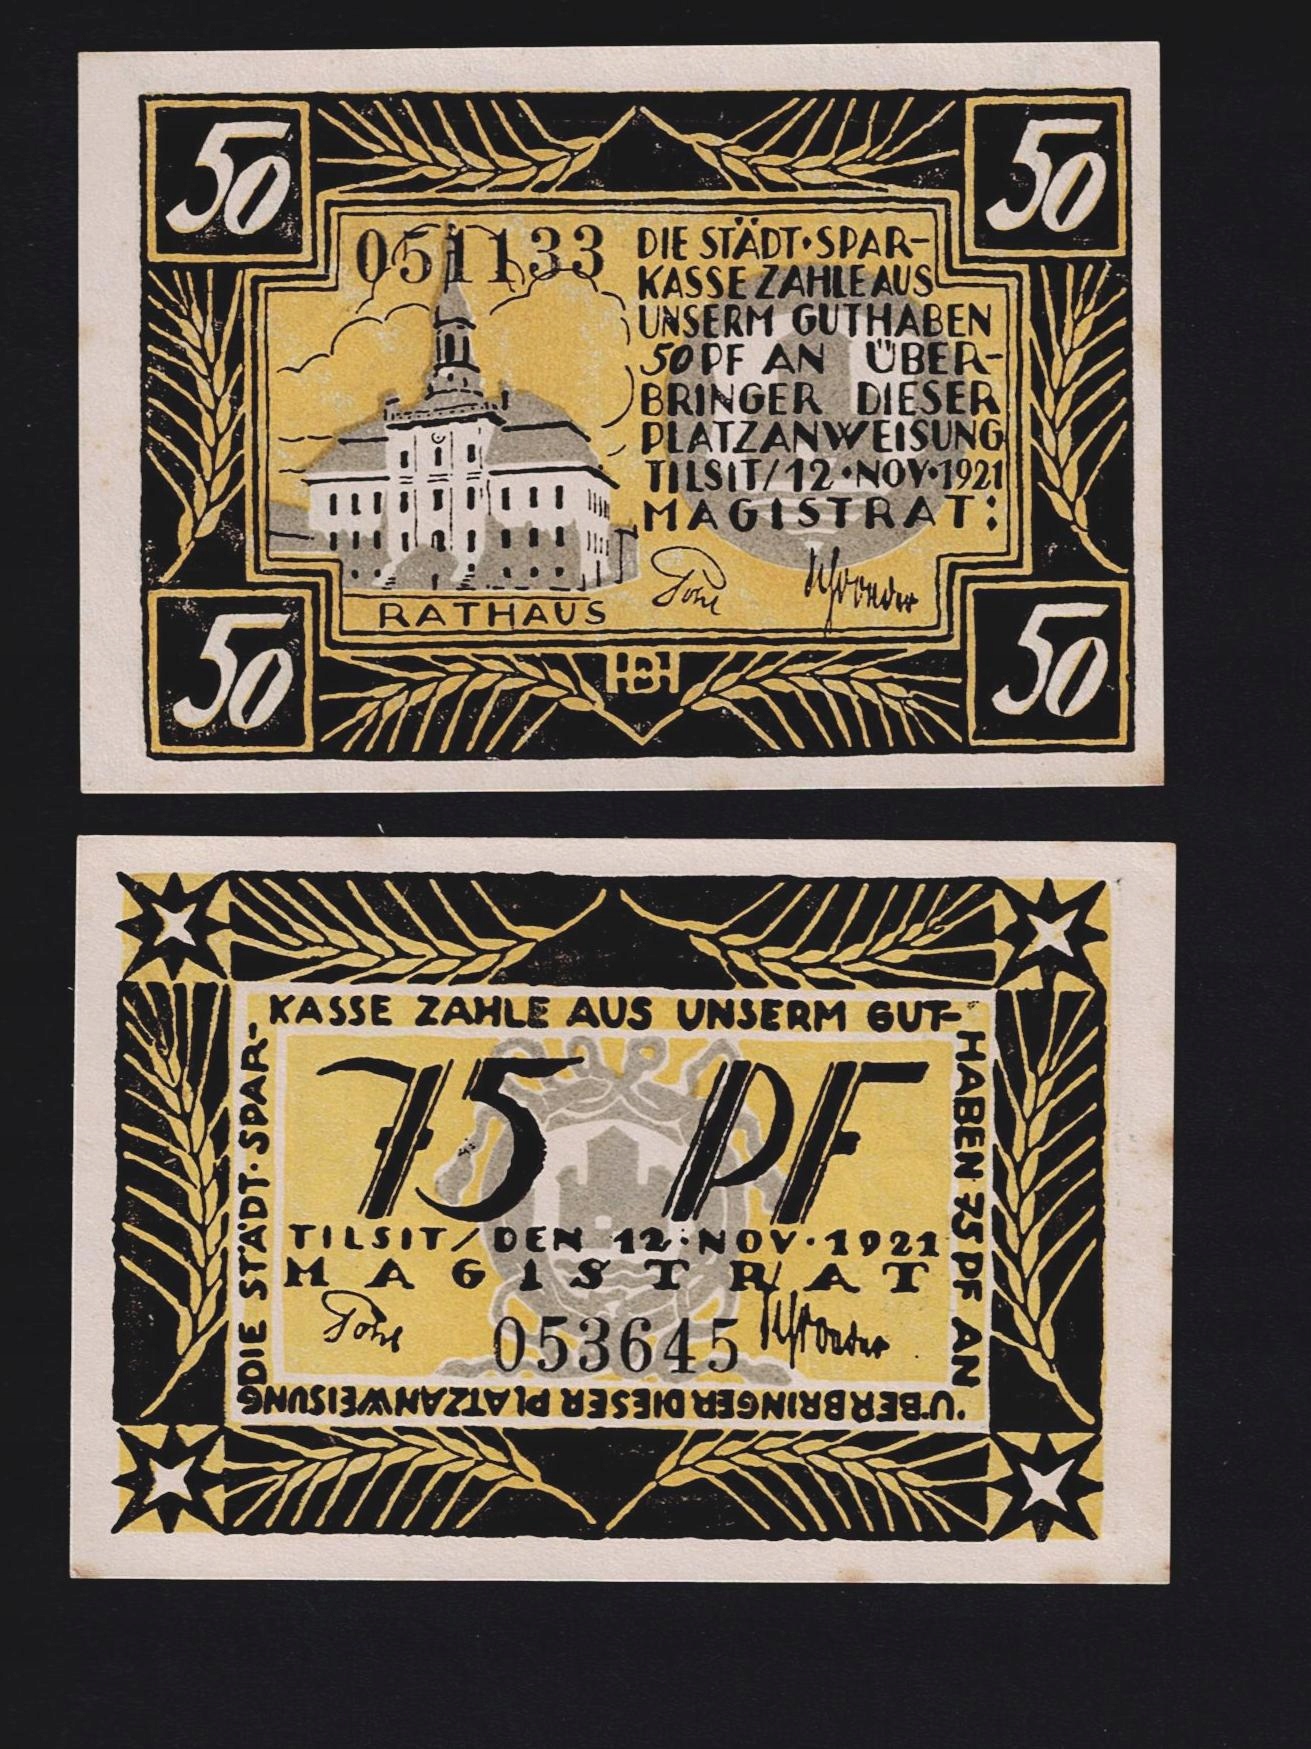 50
50
051133
DIE STÄDT·SPAR-
KASSE ZAHLE AUS
UNSERM GUTHABEN
50 PF AN ÜBER-
BRINGER DIESER
PLATZANWEISUNG
TILSIT/12·NOV·1921
MAGISTRAT:
RATHAUS
50
50
DIE STÄDT·SPAR-
KASSE ZAHLE AUS UNSERM GUT-
HABEN 75 PF AN
ÜBERBRINGER DIESER PLATZANWEISUNG
75 PF
TILSIT/DEN 12·NOV·1921
MAGISTRAT
053645